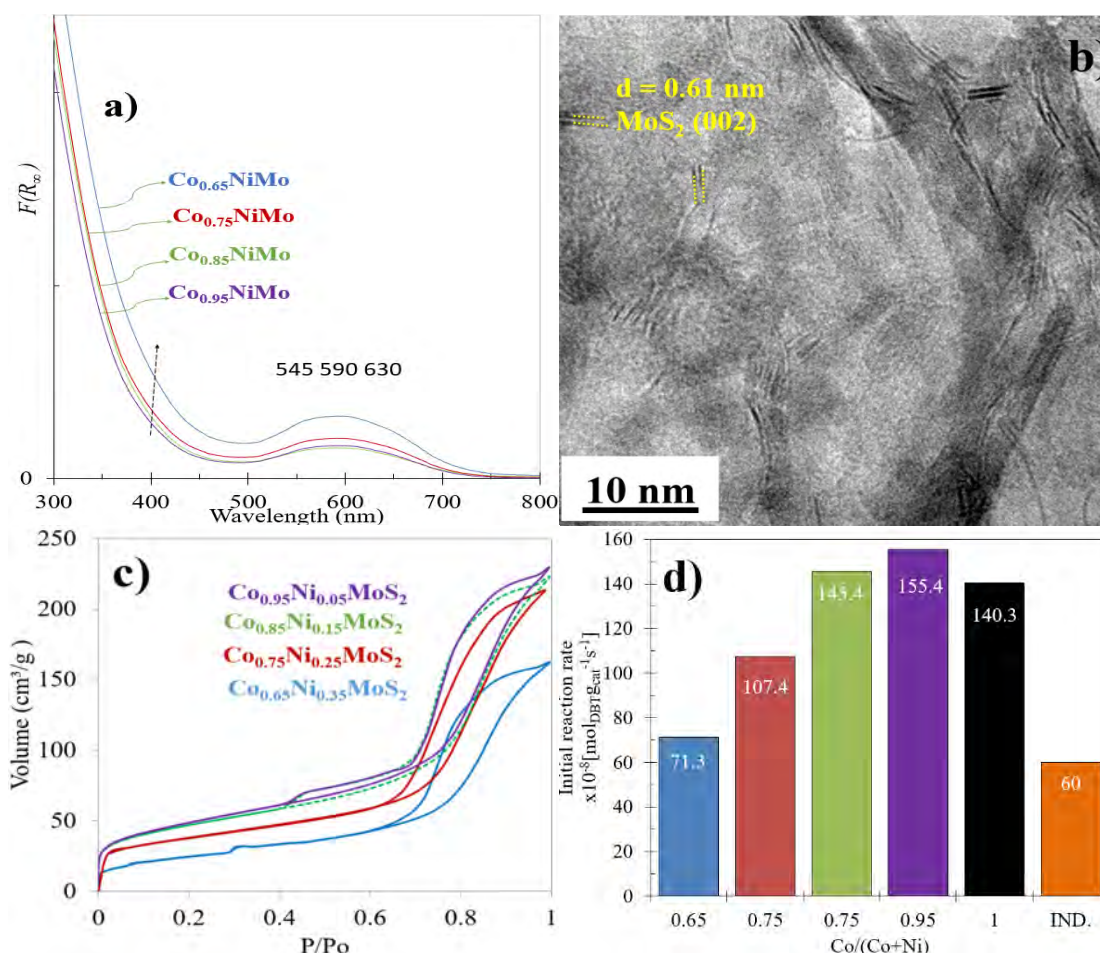 a)
F(R∞)
Co0.65NiMo
Co0.75NiMo
Co0.85NiMo
Co0.95NiMo
545 590 630
0
300 400 500 600 700 800
Wavelength (nm)
b)
d = 0.61 nm
MoS2 (002)
10 nm
c)
Co0.95Ni0.05MoS2
Co0.85Ni0.15MoS2
Co0.75Ni0.25MoS2
Co0.65Ni0.35MoS2
Volume (cm³/g)
250
200
150
100
50
0
0 0.2 0.4 0.6 0.8 1
P/Po
d)
Initial reaction rate
x10⁻⁸[molDBTgcat⁻¹s⁻¹]
160
140
120
100
80
60
40
20
0
71.3
107.4
145.4
155.4
140.3
60
0.65 0.75 0.75 0.95 1 IND.
Co/(Co+Ni)